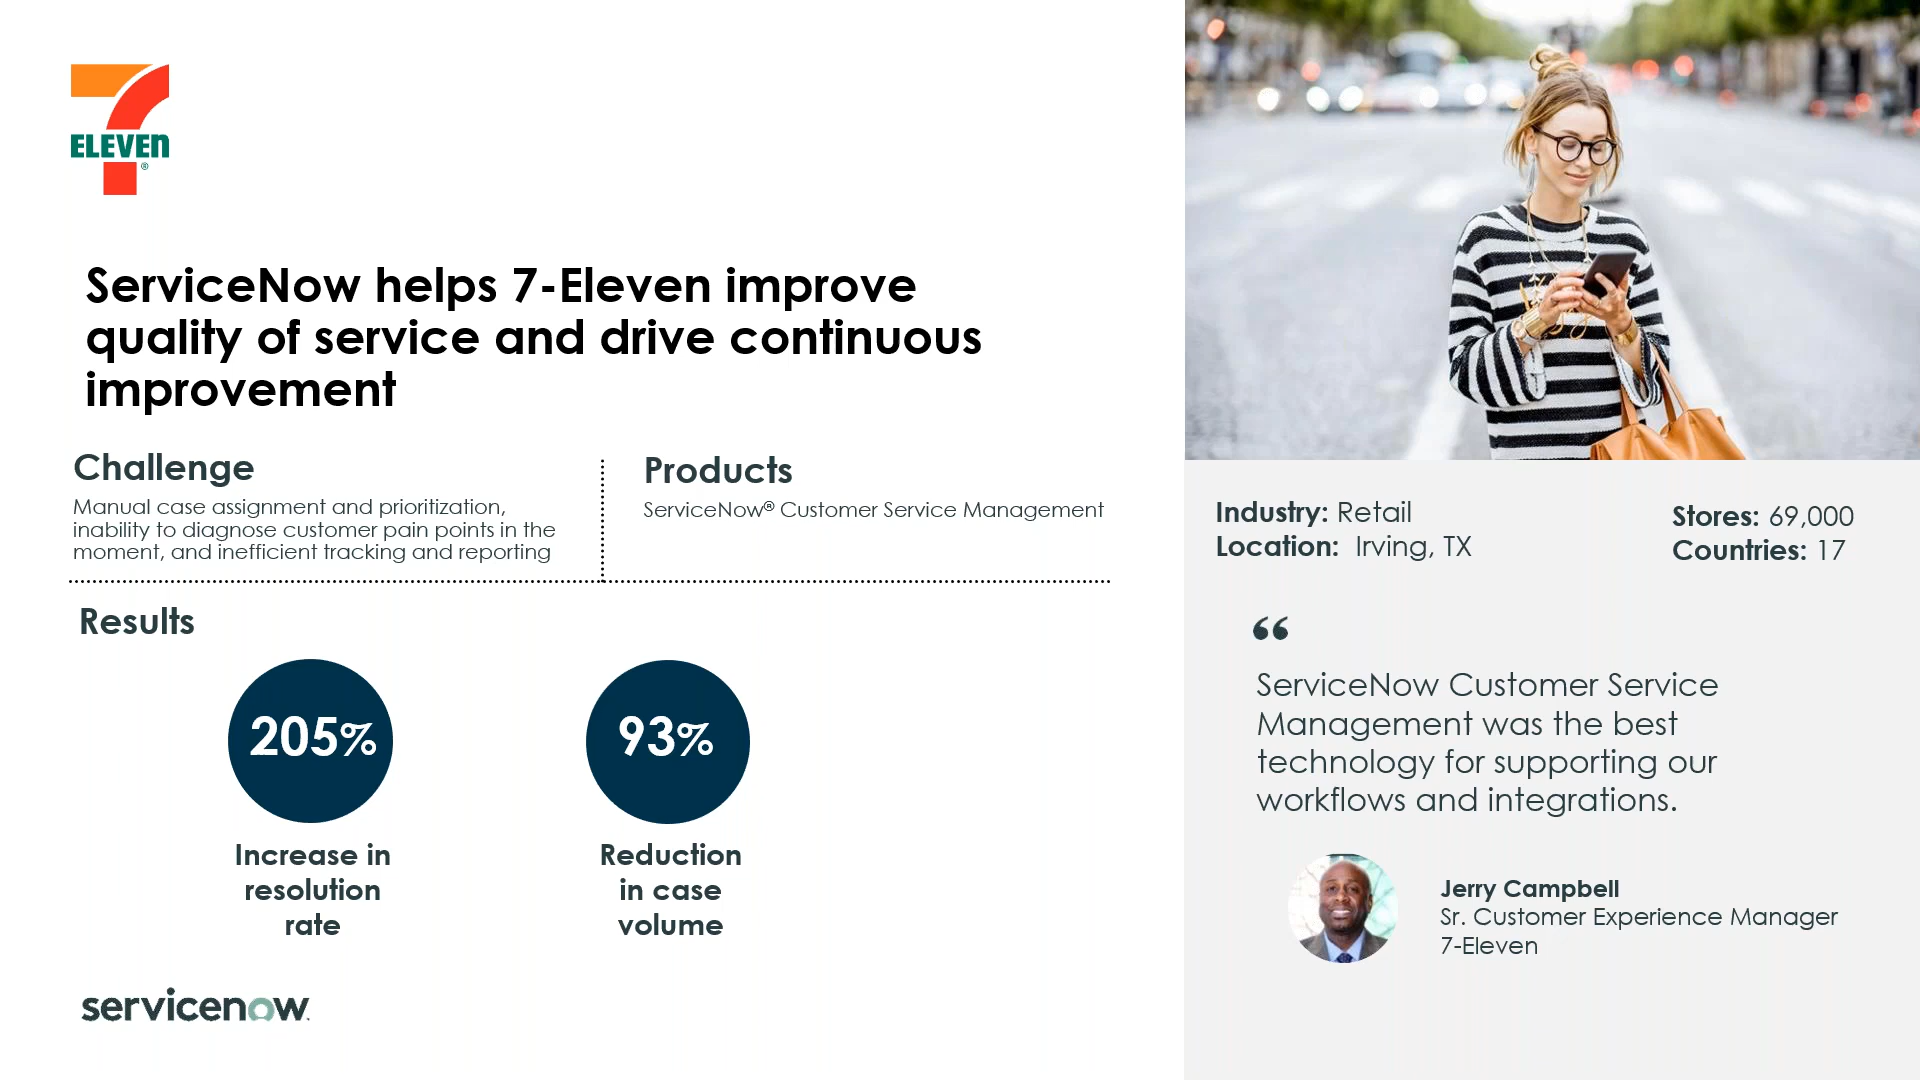 7
ELEVEN
®
ServiceNow helps 7-Eleven improve
quality of service and drive continuous
improvement
Challenge
Manual case assignment and prioritization,
inability to diagnose customer pain points in the
moment, and inefficient tracking and reporting
Products
ServiceNow® Customer Service Management
Results
205%
Increase in
resolution
rate
93%
Reduction
in case
volume
servicenow.
Industry: Retail
Location: Irving, TX
Stores: 69,000
Countries: 17
“
ServiceNow Customer Service
Management was the best
technology for supporting our
workflows and integrations.
Jerry Campbell
Sr. Customer Experience Manager
7-Eleven